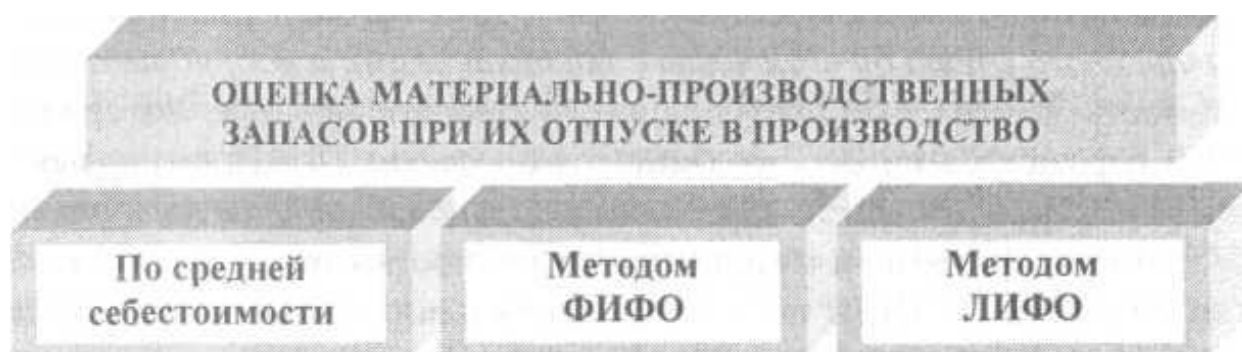 ОЦЕНКА МАТЕРИАЛЬНО-ПРОИЗВОДСТВЕННЫХ
ЗАПАСОВ ПРИ ИХ ОТПУСКЕ В ПРОИЗВОДСТВО
По средней
себестоимости
Методом
ФИФО
Методом
ЛИФО